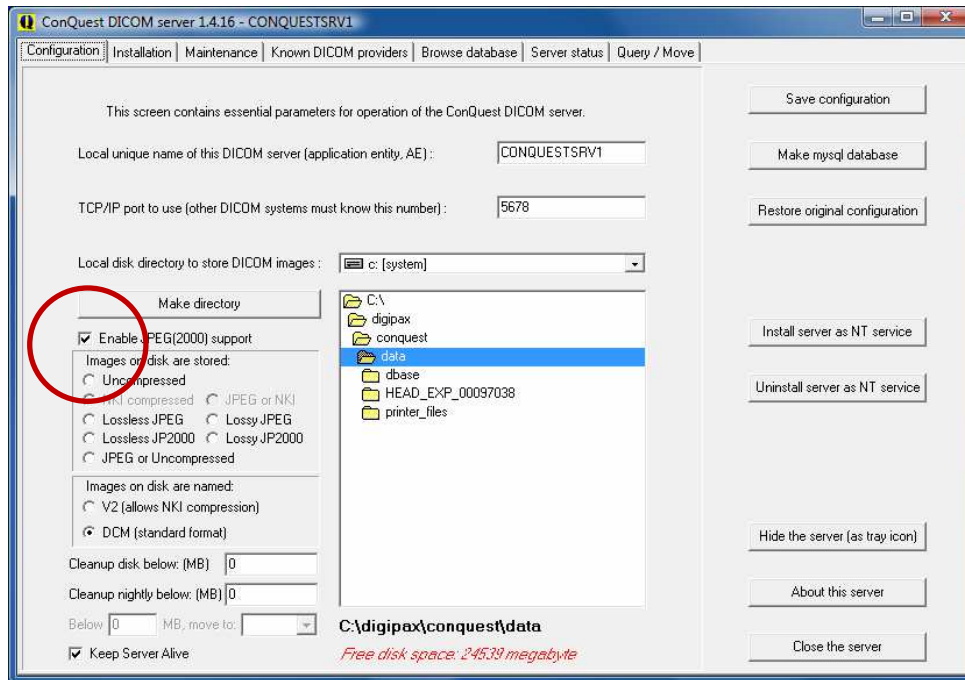 ConQuest DICOM server 1.4.16 - CONQUESTSRV1
Configuration Installation Maintenance Known DICOM providers Browse database Server status Query / Move
This screen contains essential parameters for operation of the ConQuest DICOM server.
Local unique name of this DICOM server (application entity, AE) : CONQUESTSRV1
TCP/IP port to use (other DICOM systems must know this number) : 5678
Local disk directory to store DICOM images : c: [system]
Make directory
Enable JPEG(2000) support
Images on disk are stored:
Uncompressed
NKI compressed JPEG or NKI
Lossless JPEG Lossy JPEG
Lossless JP2000 Lossy JP2000
JPEG or Uncompressed
Images on disk are named:
V2 (allows NKI compression)
DCM (standard format)
Cleanup disk below: (MB) 0
Cleanup nightly below: (MB) 0
Below 0 MB, move to:
Keep Server Alive
C:\
digipax
conquest
data
dbase
HEAD_EXP_00097038
printer_files
C:\digipax\conquest\data
Free disk space: 24539 megabyte
Save configuration
Make mysql database
Restore original configuration
Install server as NT service
Uninstall server as NT service
Hide the server (as tray icon)
About this server
Close the server